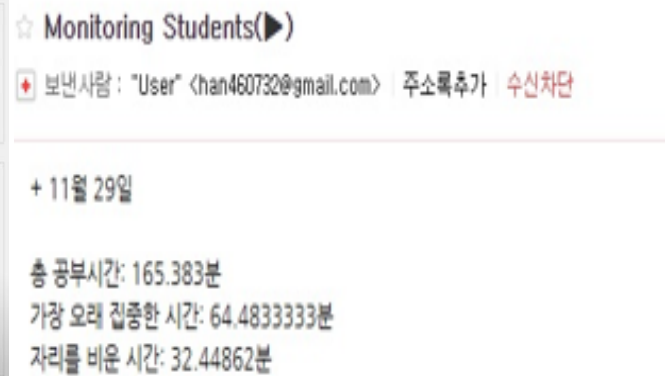 ☆ Monitoring Students(▶)
보낸사람 : "User" <han460732@gmail.com> 주소록추가 수신차단
+ 11월 29일
총 공부시간: 165.383분
가장 오래 집중한 시간: 64.4833333분
자리를 비운 시간: 32.44862분